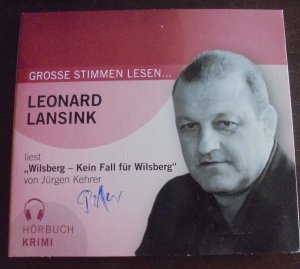 GROSSE STIMMEN LESEN...
LEONARD
LANSINK
liest
„Wilsberg – Kein Fall für Wilsberg“
von Jürgen Kehrer
HÖRBUCH
KRIMI